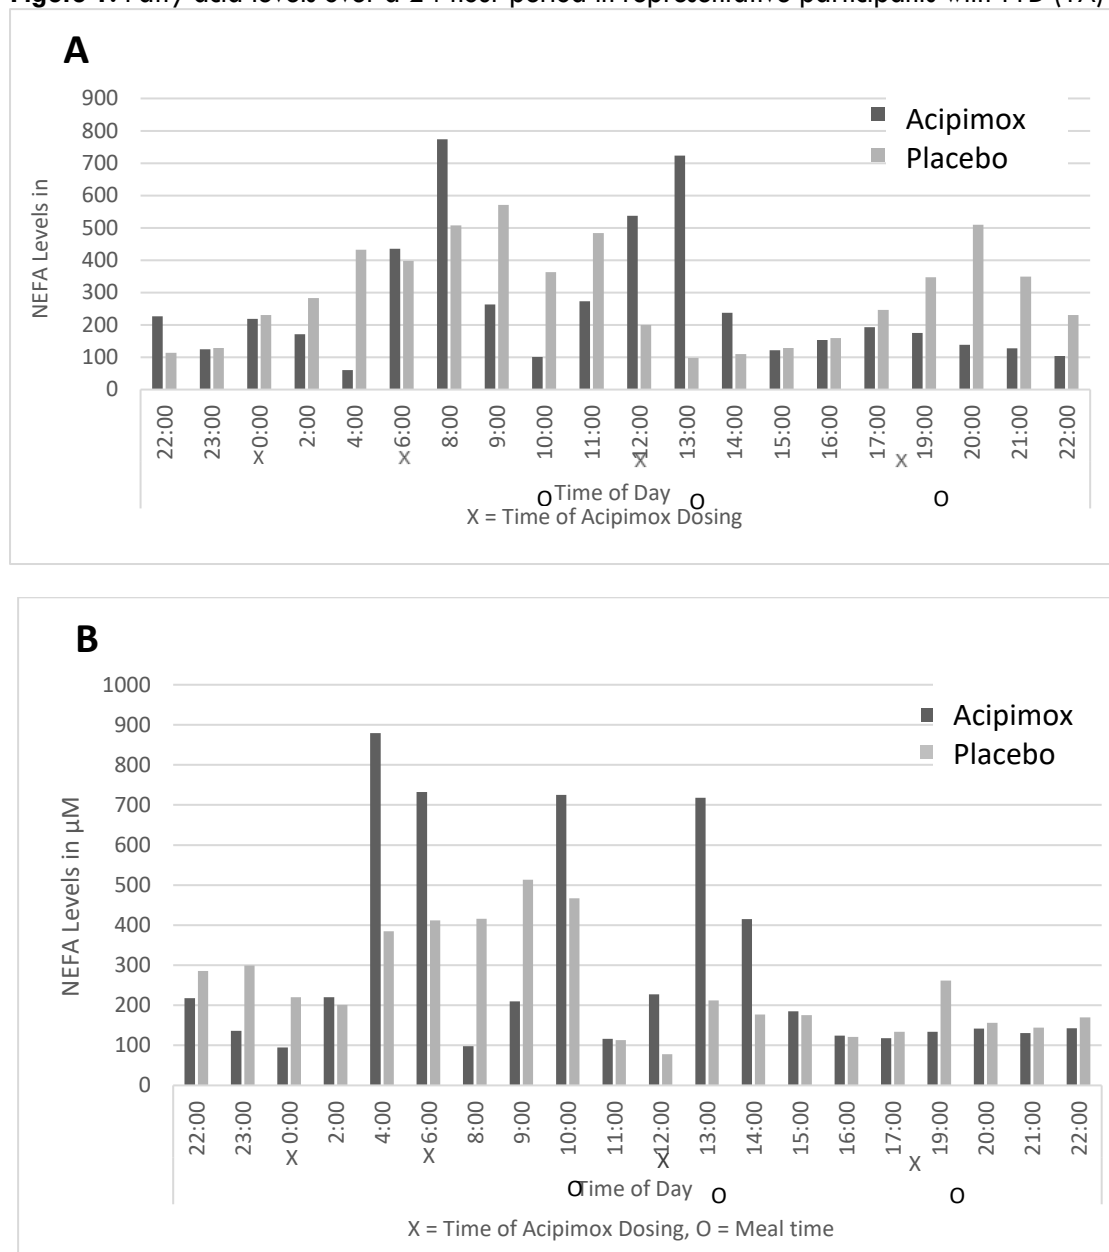 A
NEFA Levels in
900
800
700
600
500
400
300
200
100
0
Acipimox
Placebo
22:00 23:00 0:00 2:00 4:00 6:00 8:00 9:00 10:00 11:00 12:00 13:00 14:00 15:00 16:00 17:00 19:00 20:00 21:00 22:00
X X X X
O Time of Day O O
X = Time of Acipimox Dosing
B
NEFA Levels in µM
1000
900
800
700
600
500
400
300
200
100
0
Acipimox
Placebo
22:00 23:00 0:00 2:00 4:00 6:00 8:00 9:00 10:00 11:00 12:00 13:00 14:00 15:00 16:00 17:00 19:00 20:00 21:00 22:00
X X X X
O Time of Day O O
X = Time of Acipimox Dosing, O = Meal time